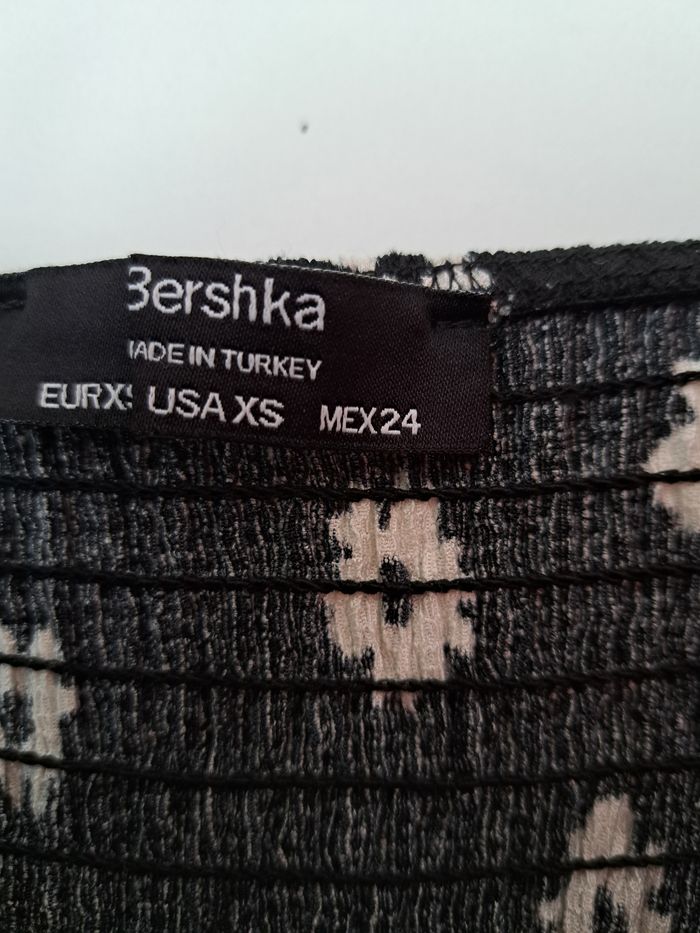 Bershka
MADE IN TURKEY
EUR XS USA XS MEX 24